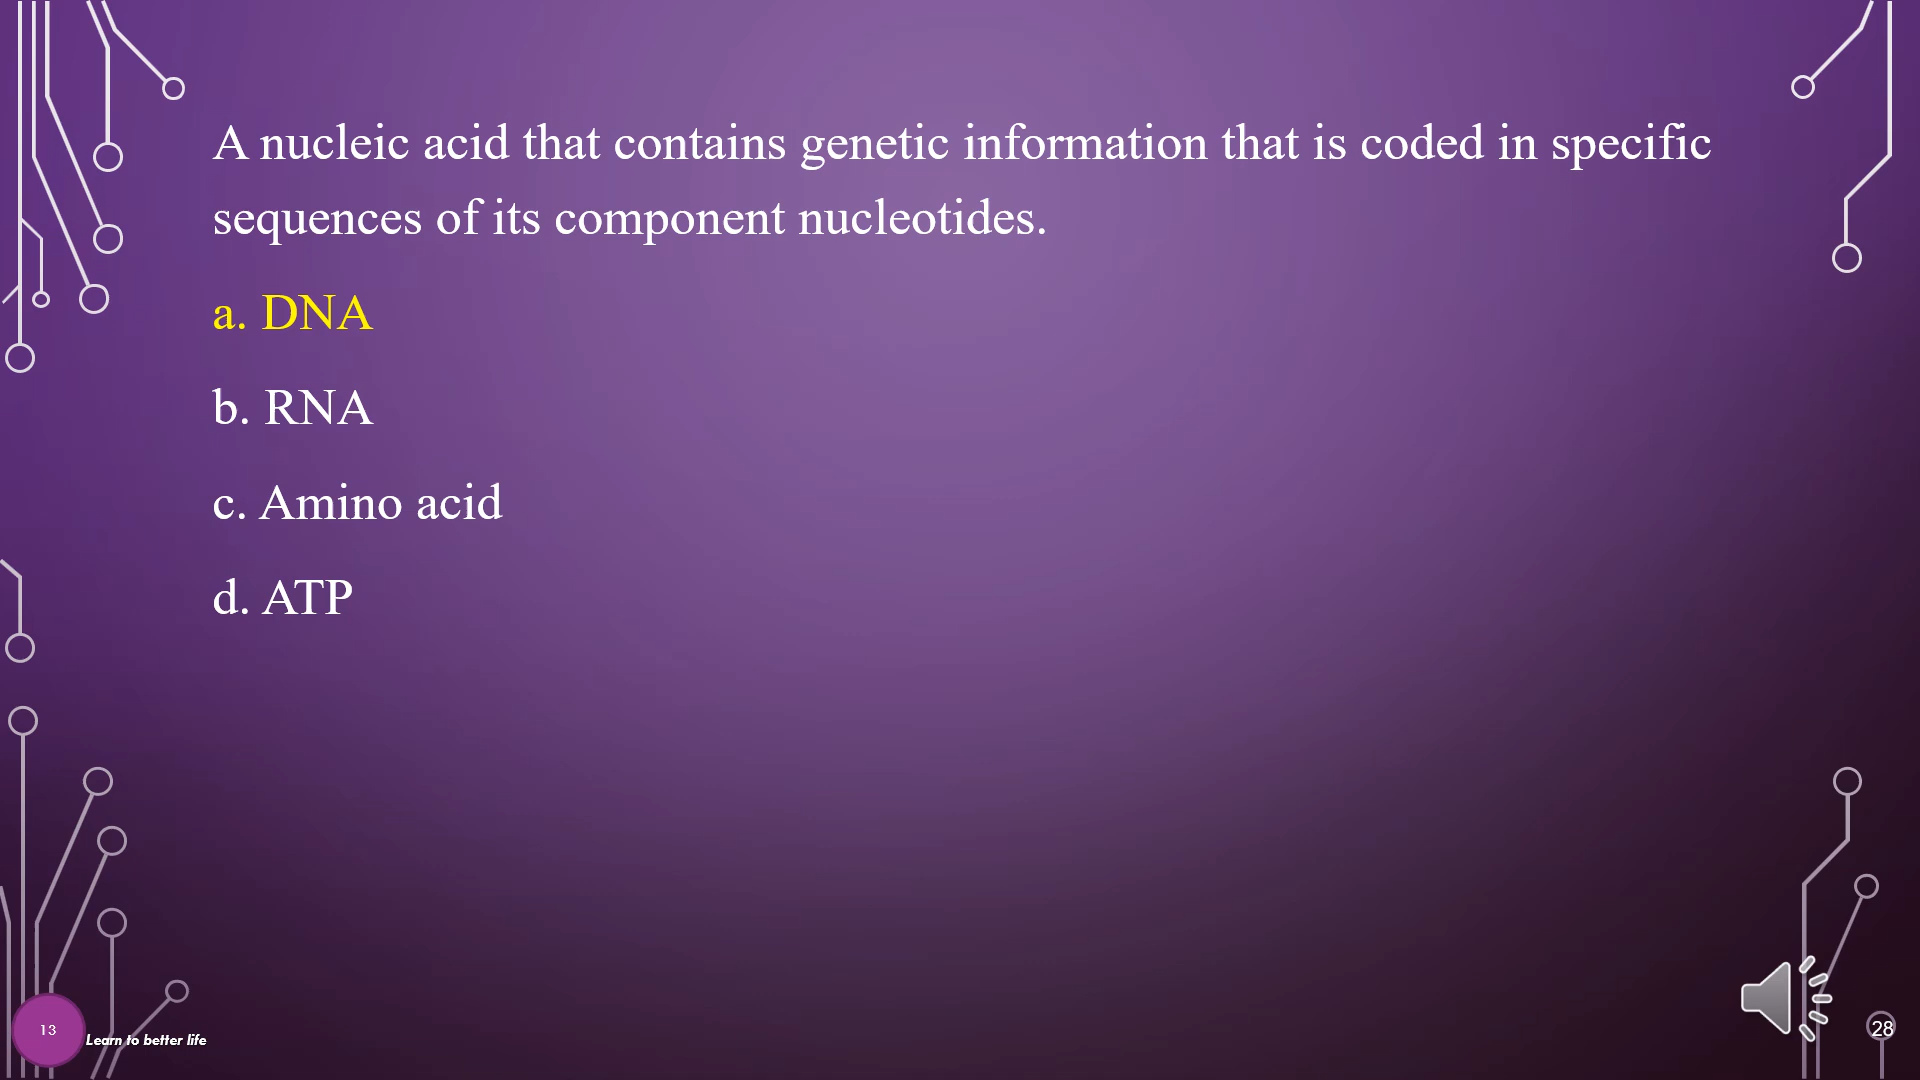 A nucleic acid that contains genetic information that is coded in specific
sequences of its component nucleotides.
a. DNA
b. RNA
c. Amino acid
d. ATP
13
Learn to better life
28